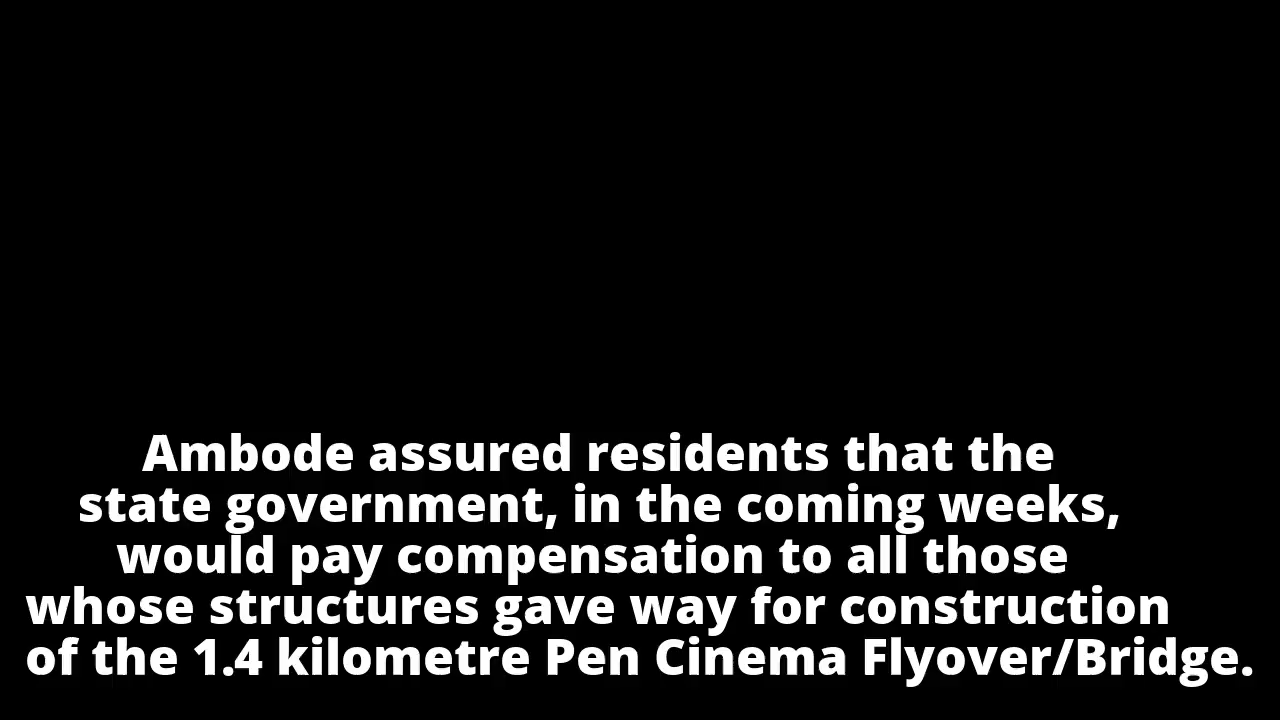 Ambode assured residents that the
state government, in the coming weeks,
would pay compensation to all those
whose structures gave way for construction
of the 1.4 kilometre Pen Cinema Flyover/Bridge.